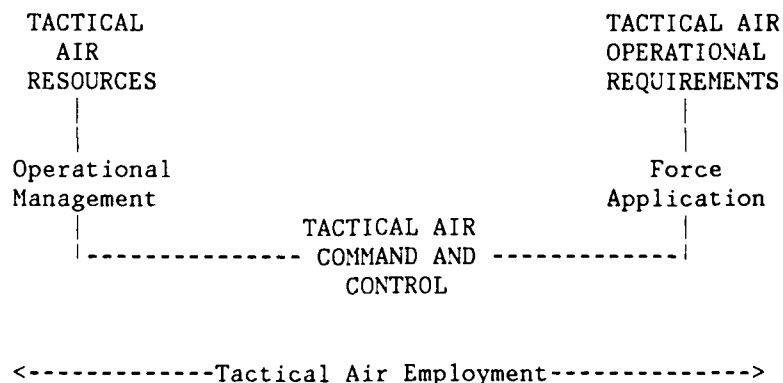 TACTICAL
AIR
RESOURCES
TACTICAL AIR
OPERATIONAL
REQUIREMENTS
Operational
Management
Force
Application
TACTICAL AIR
COMMAND AND
CONTROL
<-------------Tactical Air Employment------------->